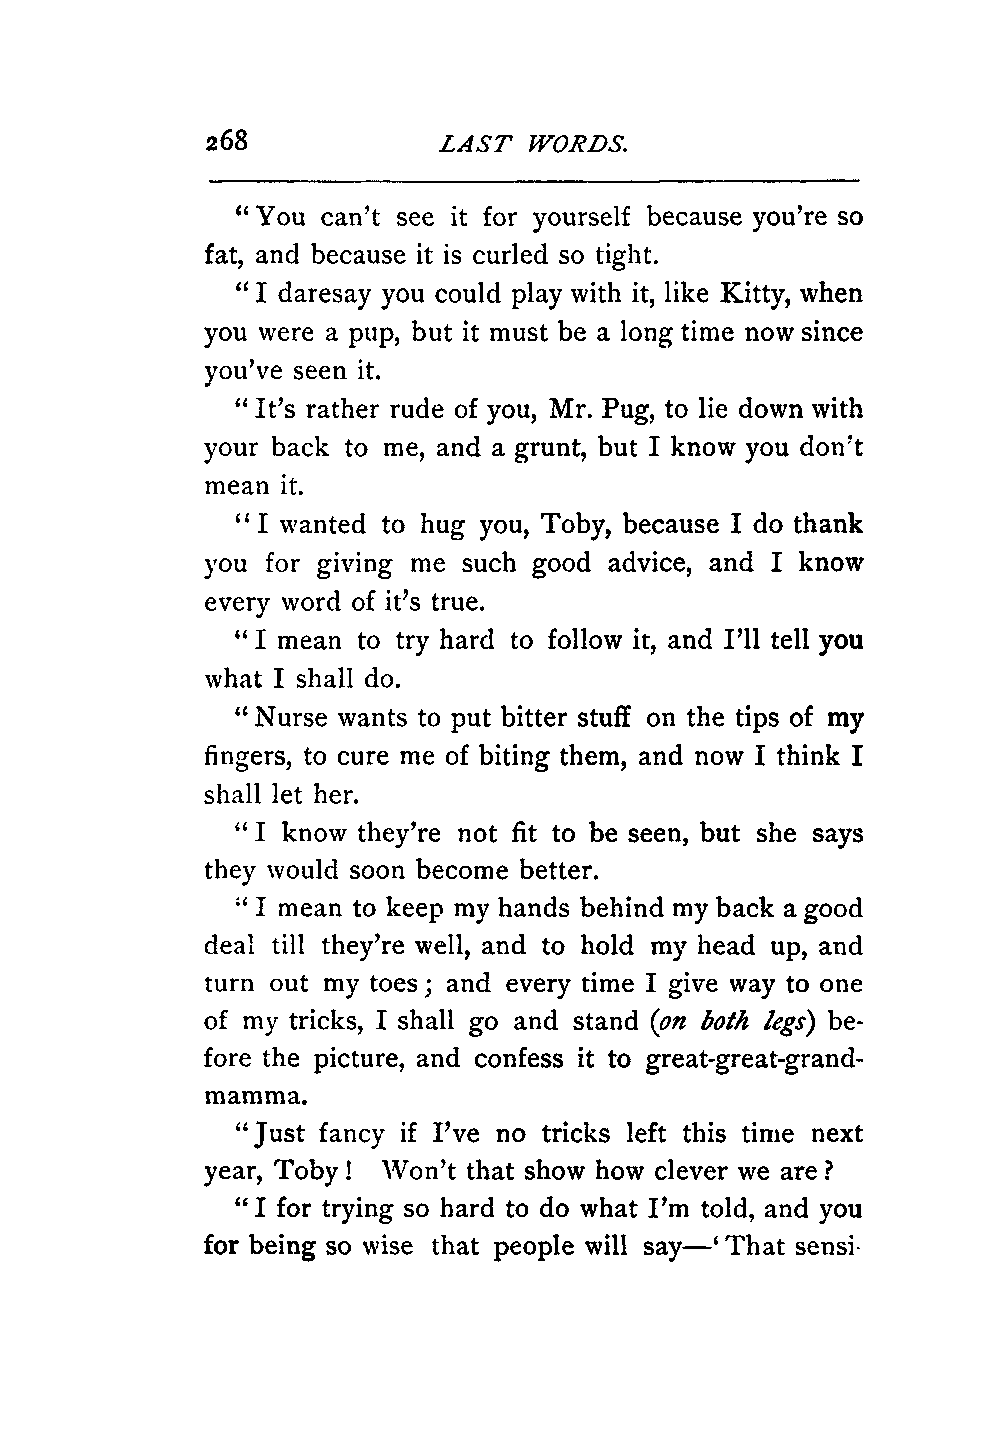 268 LAST WORDS.
“You can’t see it for yourself because you’re so
fat, and because it is curled so tight.
“I daresay you could play with it, like Kitty, when
you were a pup, but it must be a long time now since
you’ve seen it.
“It’s rather rude of you, Mr. Pug, to lie down with
your back to me, and a grunt, but I know you don’t
mean it.
“I wanted to hug you, Toby, because I do thank
you for giving me such good advice, and I know
every word of it’s true.
“I mean to try hard to follow it, and I’ll tell you
what I shall do.
“Nurse wants to put bitter stuff on the tips of my
fingers, to cure me of biting them, and now I think I
shall let her.
“I know they’re not fit to be seen, but she says
they would soon become better.
“I mean to keep my hands behind my back a good
deal till they’re well, and to hold my head up, and
turn out my toes; and every time I give way to one
of my tricks, I shall go and stand (on both legs) be-
fore the picture, and confess it to great-great-grand-
mamma.
“Just fancy if I’ve no tricks left this time next
year, Toby! Won’t that show how clever we are?
“I for trying so hard to do what I’m told, and you
for being so wise that people will say—‘That sensi-